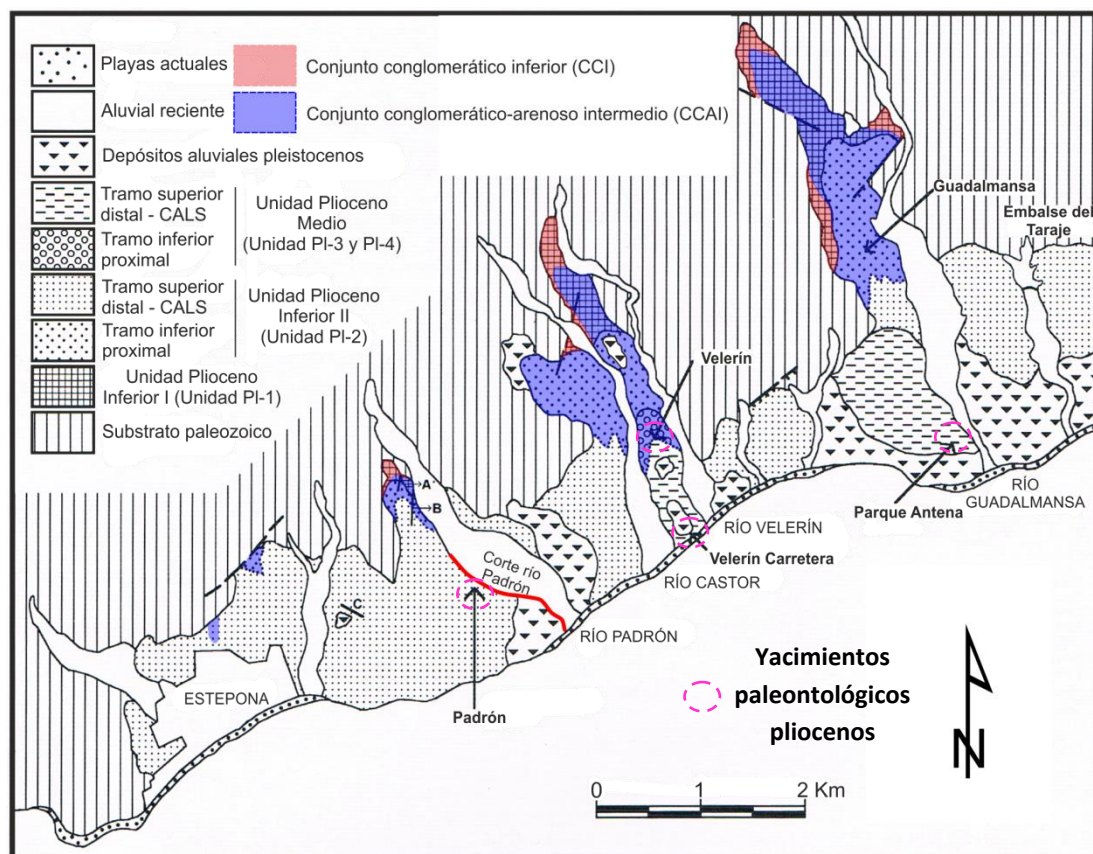 Playas actuales
Conjunto conglomerático inferior (CCI)
Aluvial reciente
Conjunto conglomerático-arenoso intermedio (CCAI)
Depósitos aluviales pleistocenos
Tramo superior
distal - CALS
Tramo inferior
proximal
Unidad Plioceno
Medio
(Unidad Pl-3 y Pl-4)
Tramo superior
distal - CALS
Tramo inferior
proximal
Unidad Plioceno
Inferior II
(Unidad Pl-2)
Unidad Plioceno
Inferior I (Unidad Pl-1)
Substrato paleozoico
Guadalmansa
Embalse del
Taraje
Velerín
A
B
C
Corte río
Padrón
RÍO VELERÍN
Velerín Carretera
RÍO CASTOR
Parque Antena
RÍO
GUADALMANSA
RÍO PADRÓN
ESTEPONA
Padrón
Yacimientos
paleontológicos
pliocenos
N
0 1 2 Km